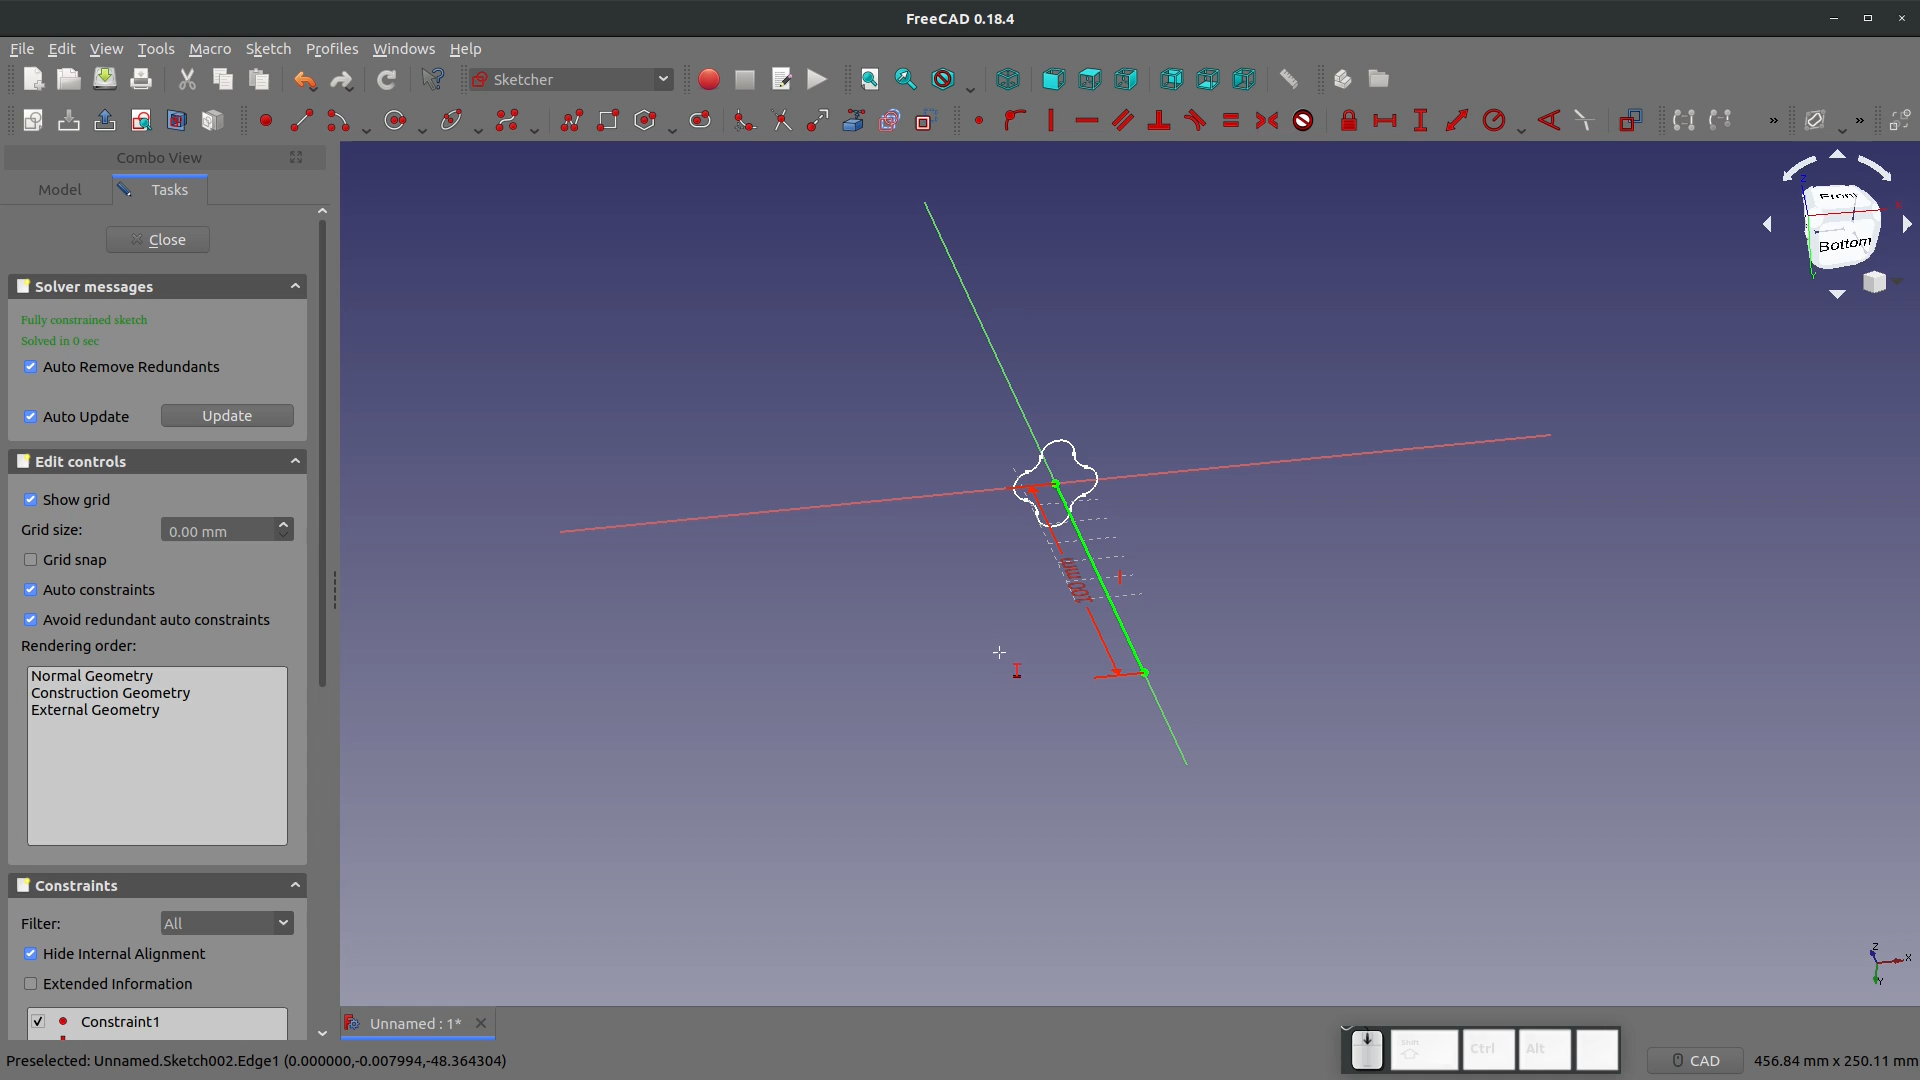 FreeCAD 0.18.4
File Edit View Tools Macro Sketch Profiles Windows Help
Sketcher
Combo View
Model Tasks
Close
Solver messages
Fully constrained sketch
Solved in 0 sec
Auto Remove Redundants
Auto Update Update
Edit controls
Show grid
Grid size: 0.00 mm
Grid snap
Auto constraints
Avoid redundant auto constraints
Rendering order:
Normal Geometry
Construction Geometry
External Geometry
Constraints
Filter: All
Hide Internal Alignment
Extended Information
Constraint1
100 mm
Front
Bottom
Z
X
Y
Unnamed : 1*
Shift
Ctrl
Alt
Preselected: Unnamed.Sketch002.Edge1 (0.000000,-0.007994,-48.364304)
CAD 456.84 mm x 250.11 mm